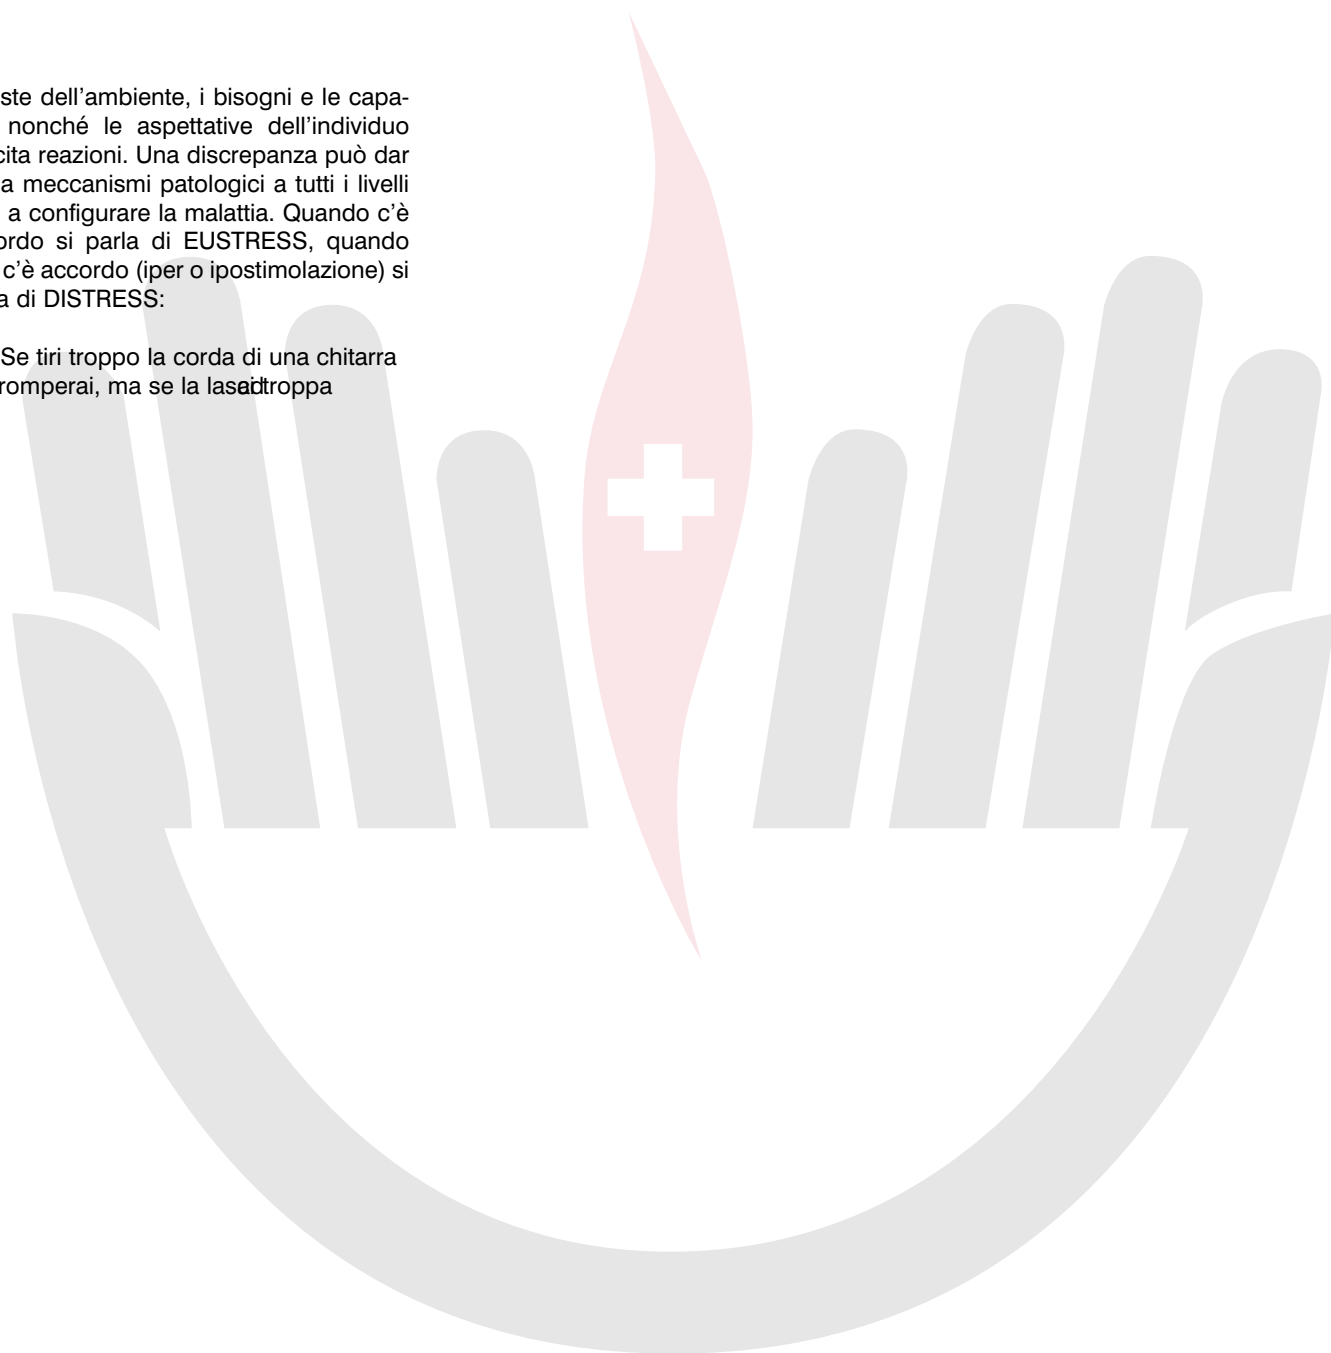 ste dell’ambiente, i bisogni e le capa-
nonché le aspettative dell’individuo
cita reazioni. Una discrepanza può dar
a meccanismi patologici a tutti i livelli
a configurare la malattia. Quando c’è
ordo si parla di EUSTRESS, quando
c’è accordo (iper o ipostimolazione) si
a di DISTRESS:
Se tiri troppo la corda di una chitarra
romperai, ma se la troppa